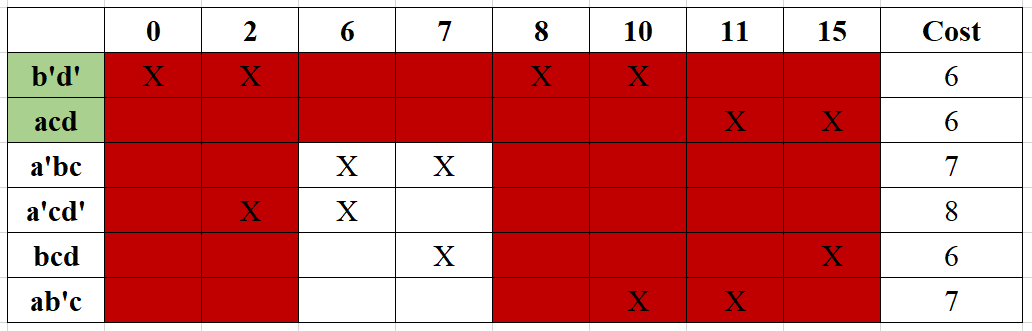 0 2 6 7 8 10 11 15 Cost
b'd' X X X X 6
acd X X 6
a'bc X X 7
a'cd' X X 8
bcd X X 6
ab'c X X 7